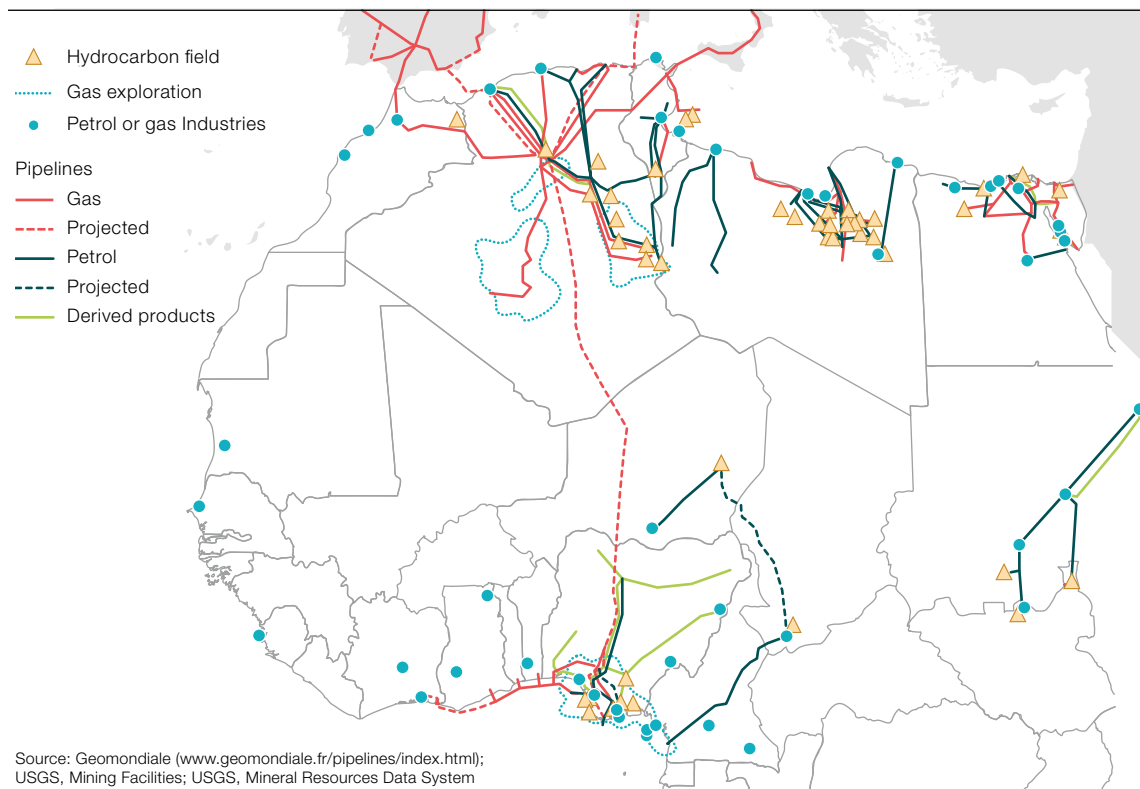 Hydrocarbon field
Gas exploration
Petrol or gas Industries
Pipelines
Gas
Projected
Petrol
Projected
Derived products
Source: Geomondiale (www.geomondiale.fr/pipelines/index.html);
USGS, Mining Facilities; USGS, Mineral Resources Data System